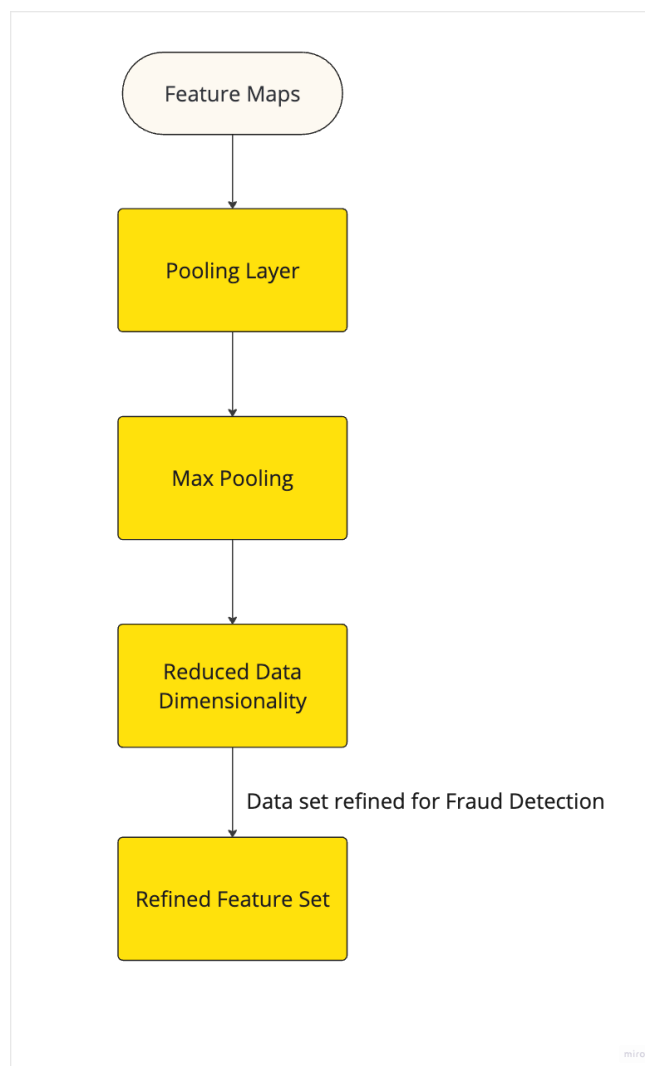 Feature Maps
Pooling Layer
Max Pooling
Reduced Data
Dimensionality
Data set refined for Fraud Detection
Refined Feature Set
miro